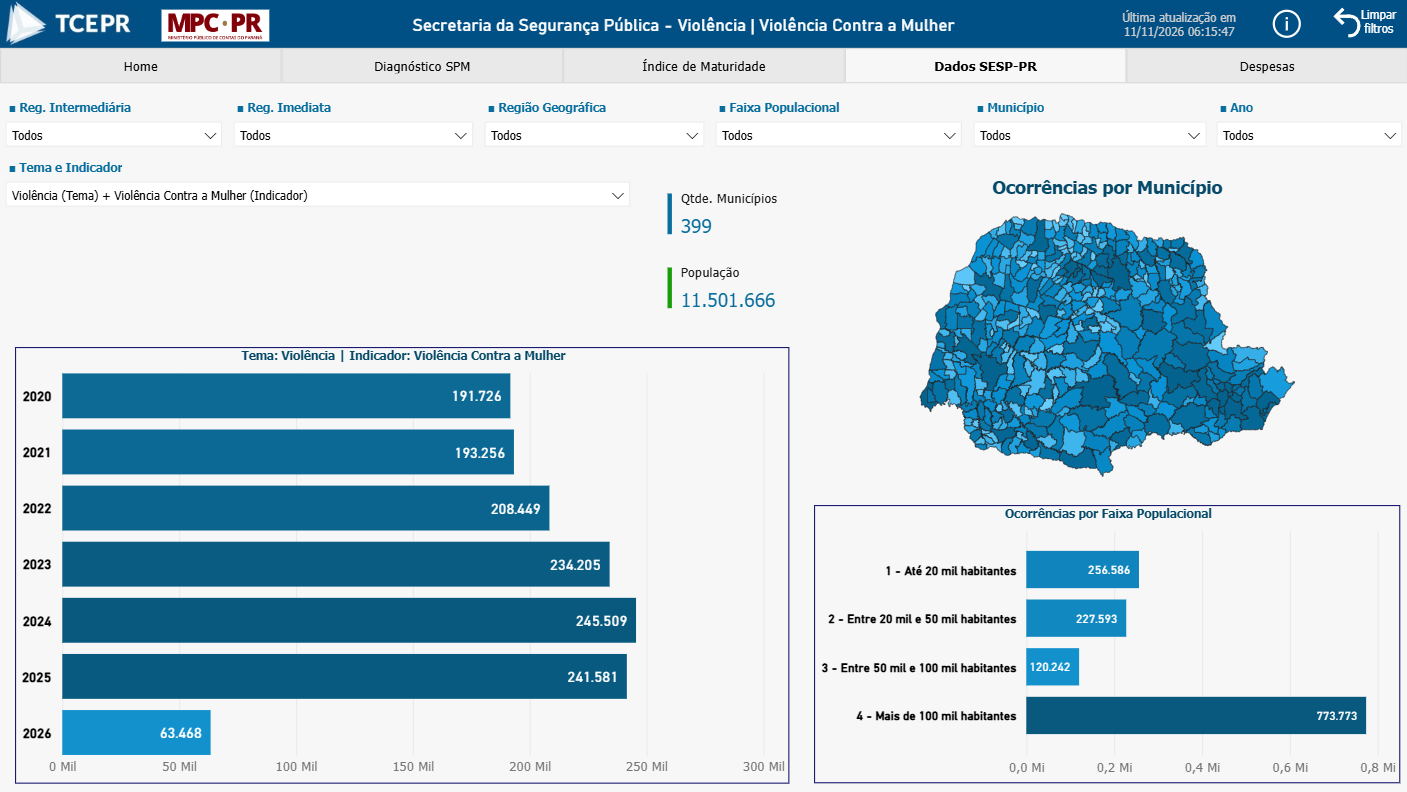 TCEPR
MPC PR
MINISTÉRIO PÚBLICO DE CONTAS DO PARANÁ
Secretaria da Segurança Pública - Violência | Violência Contra a Mulher
Última atualização em
11/11/2026 06:15:47
i
Limpar
filtros
Home
Diagnóstico SPM
Índice de Maturidade
Dados SESP-PR
Despesas
Reg. Intermediária
Reg. Imediata
Região Geográfica
Faixa Populacional
Município
Ano
Todos
Todos
Todos
Todos
Todos
Todos
Tema e Indicador
Violência (Tema) + Violência Contra a Mulher (Indicador)
Qtde. Municípios
399
População
11.501.666
Ocorrências por Município
Tema: Violência | Indicador: Violência Contra a Mulher
2020 191.726
2021 193.256
2022 208.449
2023 234.205
2024 245.509
2025 241.581
2026 63.468
0 Mil 50 Mil 100 Mil 150 Mil 200 Mil 250 Mil 300 Mil
Ocorrências por Faixa Populacional
1 - Até 20 mil habitantes 256.586
2 - Entre 20 mil e 50 mil habitantes 227.593
3 - Entre 50 mil e 100 mil habitantes 120.242
4 - Mais de 100 mil habitantes 773.773
0,0 Mi 0,2 Mi 0,4 Mi 0,6 Mi 0,8 Mi